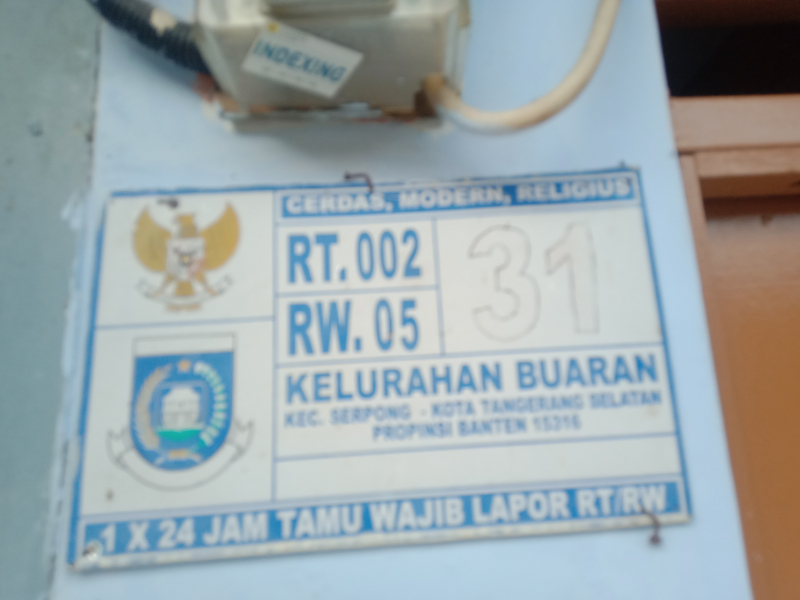 INDEXING
CERDAS, MODERN, RELIGIUS
RT. 002
31
RW. 05
KELURAHAN BUARAN
KEC. SERPONG - KOTA TANGERANG SELATAN
PROPINSI BANTEN 15316
1 X 24 JAM TAMU WAJIB LAPOR RT/RW